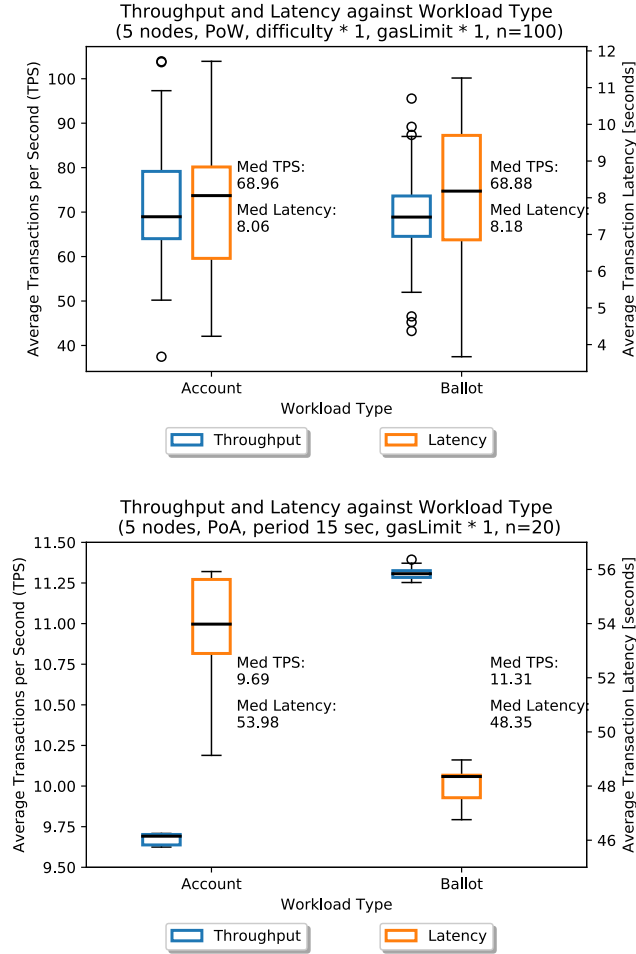 Throughput and Latency against Workload Type
(5 nodes, PoW, difficulty * 1, gasLimit * 1, n=100)
Average Transactions per Second (TPS)
100
90
80
70
60
50
40
Med TPS:
68.96
Med Latency:
8.06
Med TPS:
68.88
Med Latency:
8.18
12
11
10
9
8
7
6
5
4
Average Transaction Latency [seconds]
Account
Ballot
Workload Type
Throughput
Latency
Throughput and Latency against Workload Type
(5 nodes, PoA, period 15 sec, gasLimit * 1, n=20)
Average Transactions per Second (TPS)
11.50
11.25
11.00
10.75
10.50
10.25
10.00
9.75
9.50
Med TPS:
9.69
Med Latency:
53.98
Med TPS:
11.31
Med Latency:
48.35
56
54
52
50
48
46
Average Transaction Latency [seconds]
Account
Ballot
Workload Type
Throughput
Latency